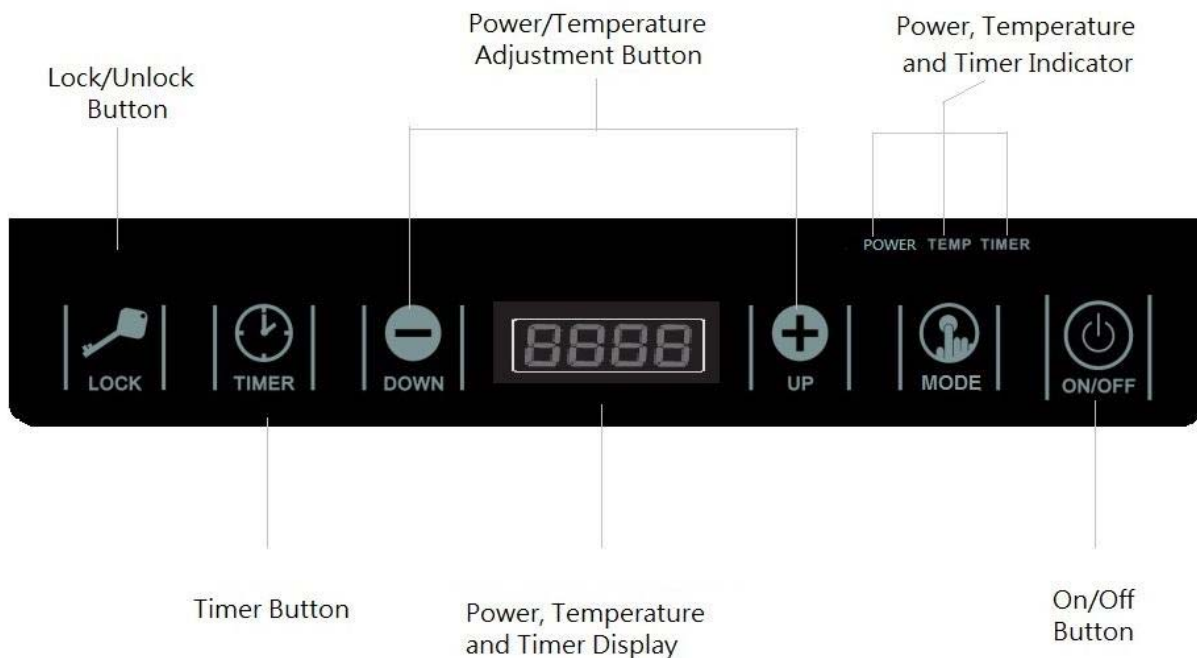 Power/Temperature
Adjustment Button
Power, Temperature
and Timer Indicator
Lock/Unlock
Button
POWER TEMP TIMER
8888
LOCK
TIMER
DOWN
UP
MODE
ON/OFF
Timer Button
Power, Temperature
and Timer Display
On/Off
Button